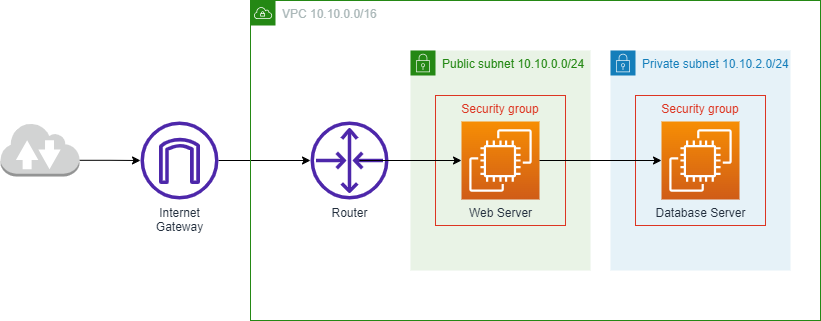 VPC 10.10.0.0/16
Public subnet 10.10.0.0/24
Private subnet 10.10.2.0/24
Security group
Security group
Internet
Gateway
Router
Web Server
Database Server